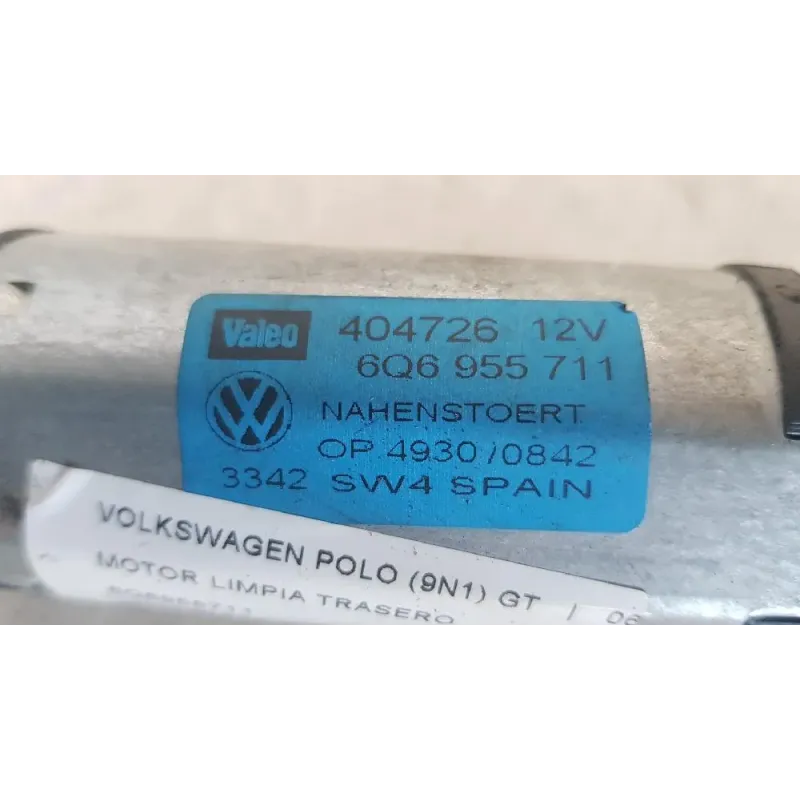 Valeo 404726 12V
6Q6 955 711
NAHENSTOERT
OP 4930/0842
3342 SW4 SPAIN
VOLKSWAGEN POLO (9N1) GT | 06
MOTOR LIMPIA TRASERO